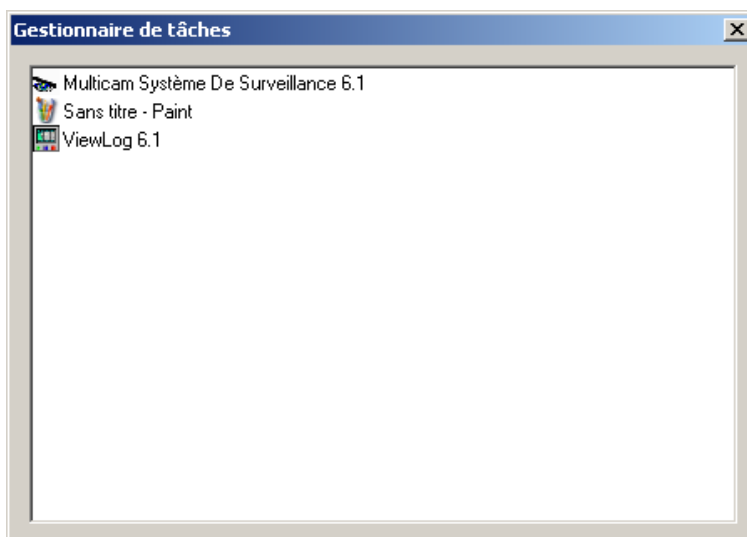 Gestionnaire de tâches
Multicam Système De Surveillance 6.1
Sans titre - Paint
ViewLog 6.1